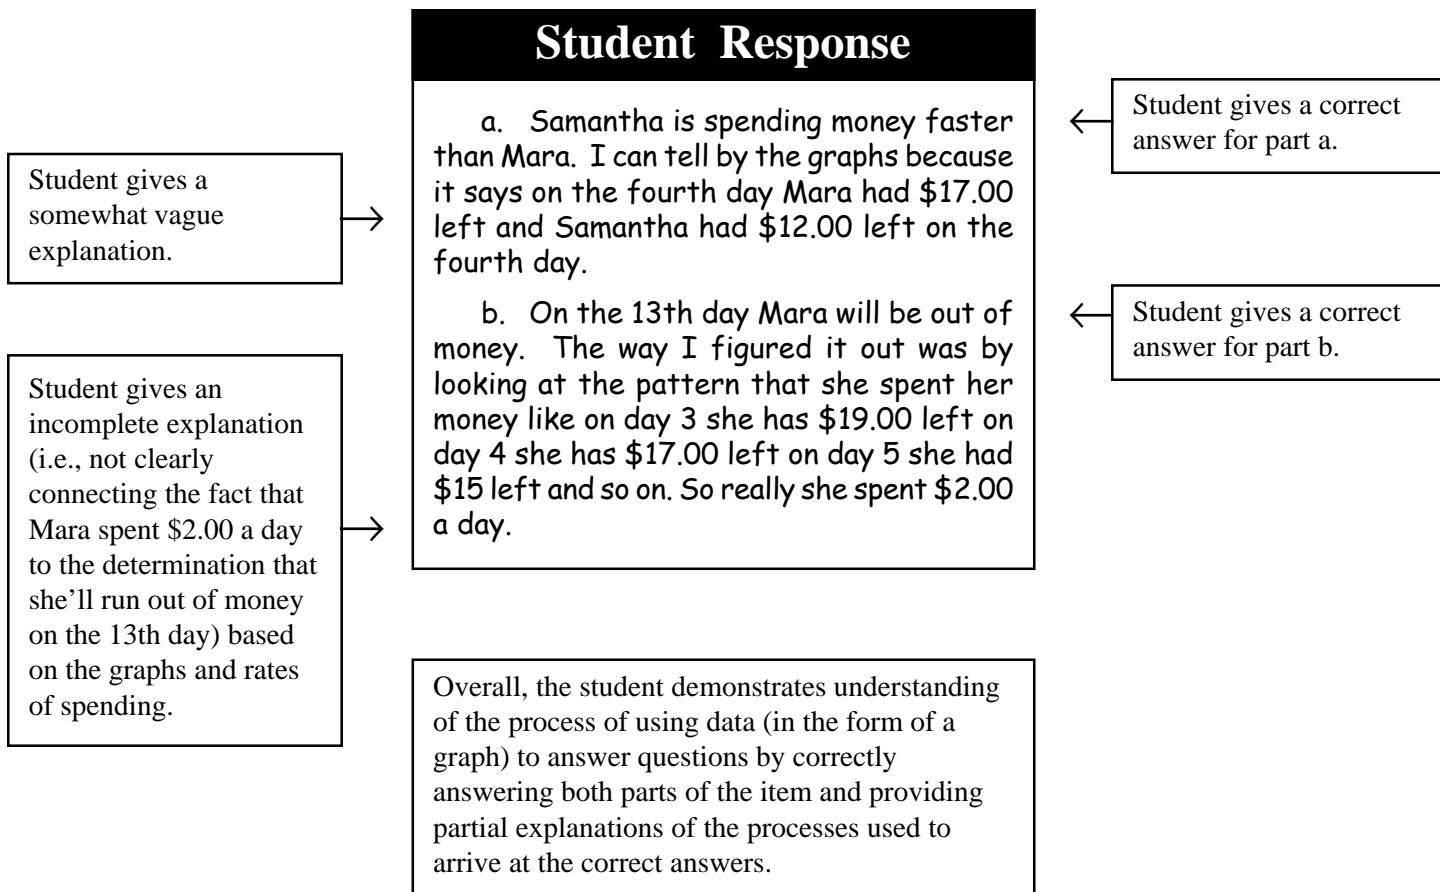 Student Response
a. Samantha is spending money faster
than Mara. I can tell by the graphs because
it says on the fourth day Mara had $17.00
left and Samantha had $12.00 left on the
fourth day.
b. On the 13th day Mara will be out of
money. The way I figured it out was by
looking at the pattern that she spent her
money like on day 3 she has $19.00 left on
day 4 she has $17.00 left on day 5 she had
$15 left and so on. So really she spent $2.00
a day.
Student gives a
somewhat vague
explanation.
Student gives an
incomplete explanation
(i.e., not clearly
connecting the fact that
Mara spent $2.00 a day
to the determination that
she’ll run out of money
on the 13th day) based
on the graphs and rates
of spending.
Student gives a correct
answer for part a.
Student gives a correct
answer for part b.
Overall, the student demonstrates understanding
of the process of using data (in the form of a
graph) to answer questions by correctly
answering both parts of the item and providing
partial explanations of the processes used to
arrive at the correct answers.